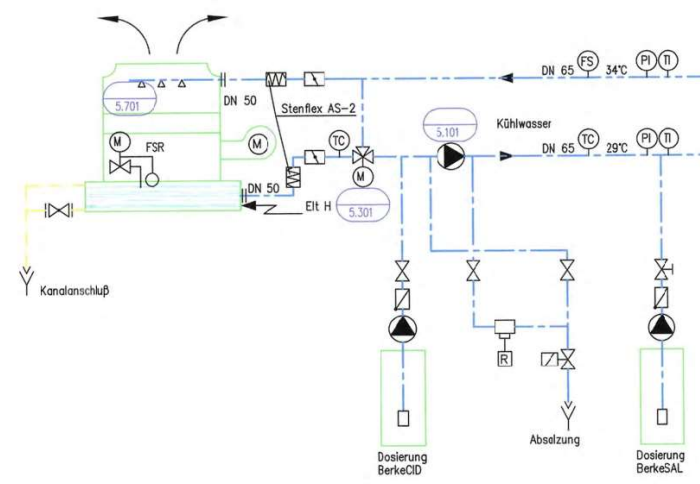 FS
DN 65
34°C
PI
TI
5.701
DN 50
Stenflex AS-2
M
FSR
M
TC
5.101
Kühlwasser
DN 65
TC
29°C
PI
TI
M
DN 50
Elt H
5.301
Kanalanschluß
R
Absalzung
Dosierung
BerkeCID
Dosierung
BerkeSAL